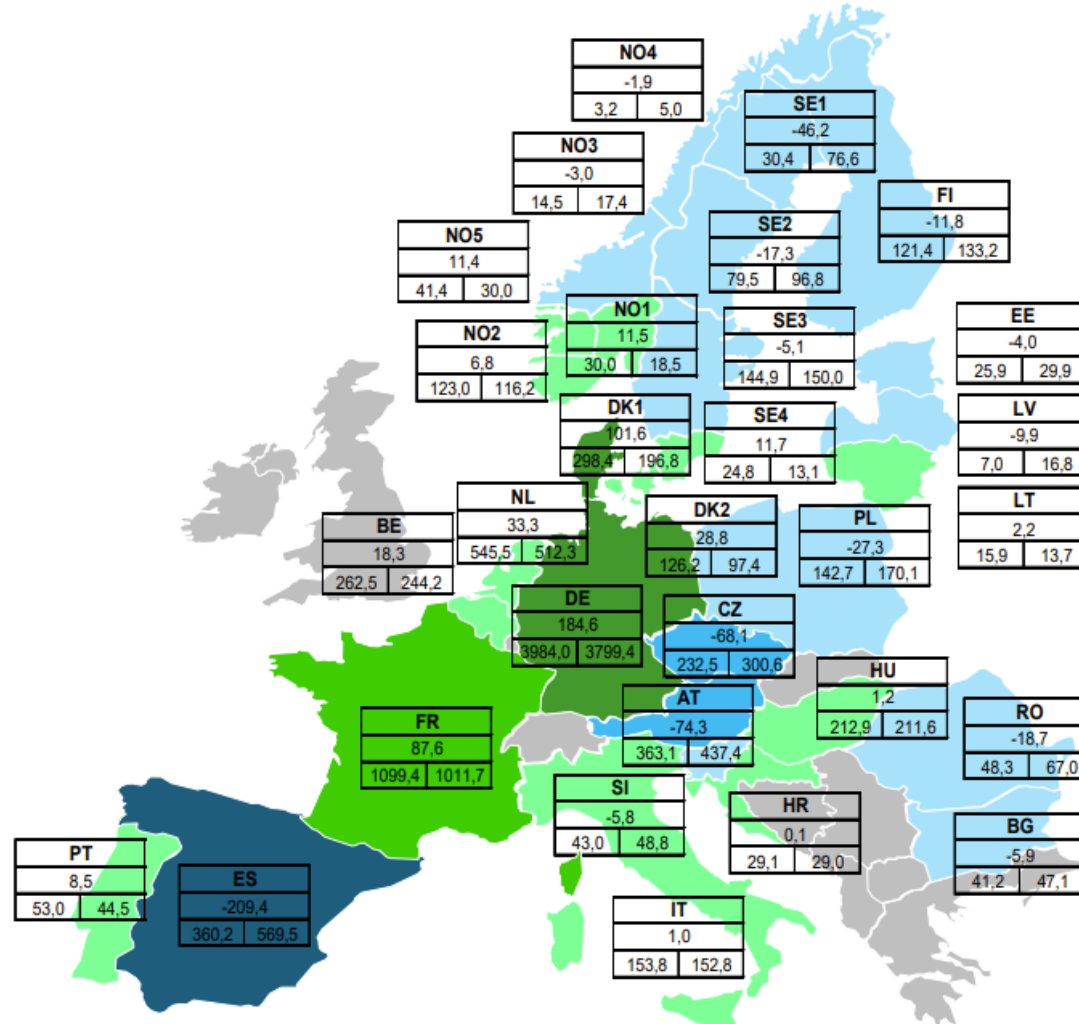 NO4
-1,9
3,2 5,0
SE1
-46,2
30,4 76,6
NO3
-3,0
14,5 17,4
FI
-11,8
121,4 133,2
SE2
-17,3
79,5 96,8
NO5
11,4
41,4 30,0
NO1
11,5
30,0 18,5
SE3
-5,1
144,9 150,0
EE
-4,0
25,9 29,9
NO2
6,8
123,0 116,2
DK1
101,6
298,4 196,8
SE4
11,7
24,8 13,1
LV
-9,9
7,0 16,8
NL
33,3
545,5 512,3
LT
2,2
15,9 13,7
DK2
28,8
126,2 97,4
PL
-27,3
142,7 170,1
BE
18,3
262,5 244,2
DE
184,6
3984,0 3799,4
CZ
-68,1
232,5 300,6
HU
1,2
212,9 211,6
AT
-74,3
363,1 437,4
RO
-18,7
48,3 67,0
FR
87,6
1099,4 1011,7
SI
-5,8
43,0 48,8
HR
0,1
29,1 29,0
BG
-5,9
41,2 47,1
PT
8,5
53,0 44,5
ES
-209,4
360,2 569,5
IT
1,0
153,8 152,8